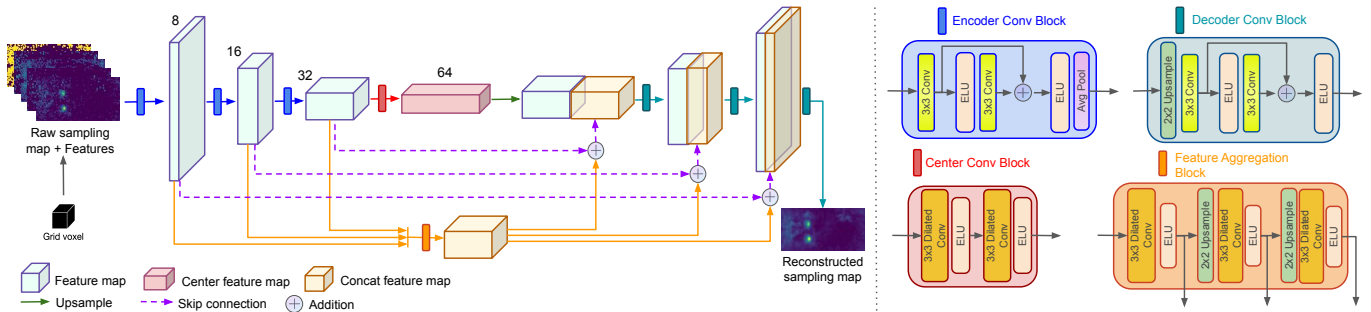 8
16
32
64
Raw sampling
map + Features
Grid voxel
Reconstructed
sampling map
Feature map
Center feature map
Concat feature map
Upsample
Skip connection
Addition
Encoder Conv Block
3x3 Conv
ELU
3x3 Conv
ELU
Avg Pool
Decoder Conv Block
2x2 Upsample
3x3 Conv
ELU
3x3 Conv
ELU
Center Conv Block
3x3 Dilated
Conv
ELU
3x3 Dilated
Conv
ELU
Feature Aggregation
Block
3x3 Dilated
Conv
ELU
2x2 Upsample
3x3 Dilated
Conv
ELU
2x2 Upsample
3x3 Dilated
Conv
ELU